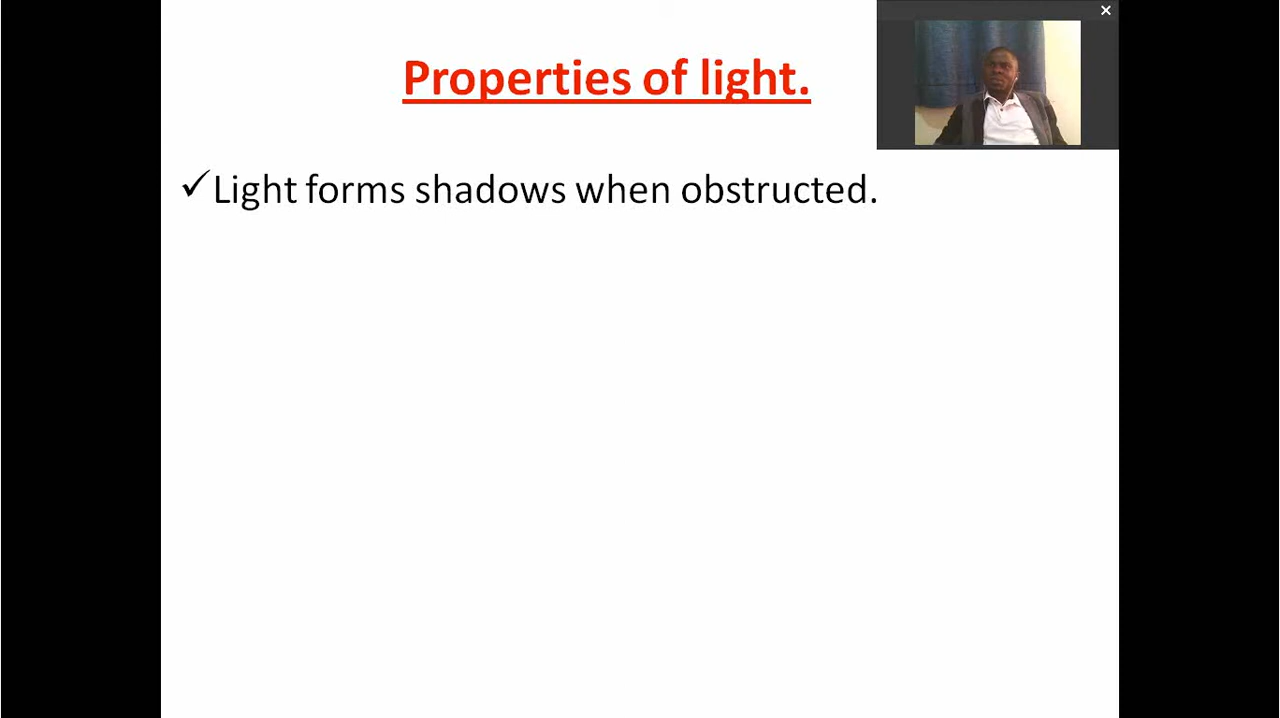 Properties of light.
✓Light forms shadows when obstructed.